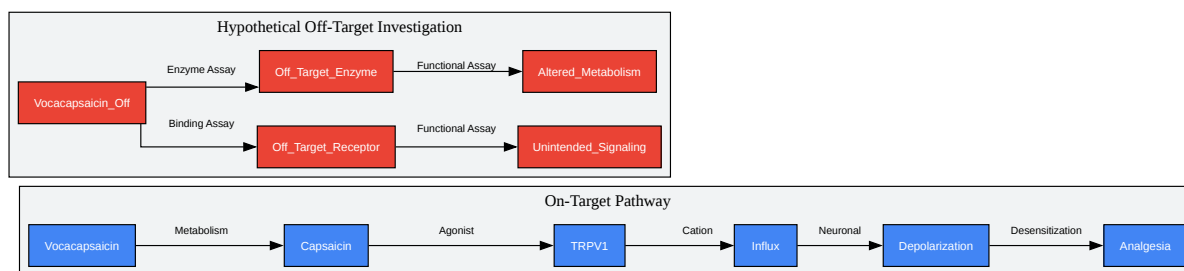 Hypothetical Off-Target Investigation
Enzyme Assay
Off_Target_Enzyme
Functional Assay
Altered_Metabolism
Vocacapsaicin_Off
Binding Assay
Off_Target_Receptor
Functional Assay
Unintended_Signaling
On-Target Pathway
Vocacapsaicin
Metabolism
Capsaicin
Agonist
TRPV1
Cation
Influx
Neuronal
Depolarization
Desensitization
Analgesia